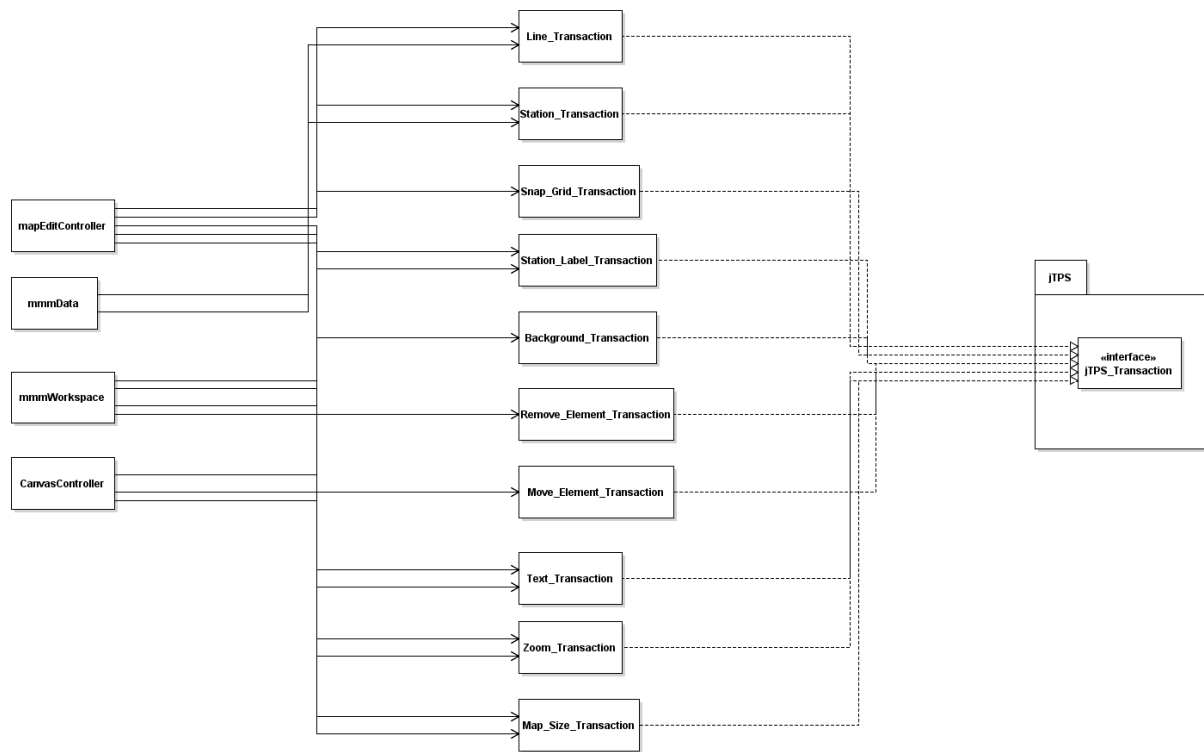 Line_Transaction
Station_Transaction
Snap_Grid_Transaction
mapEditController
Station_Label_Transaction
jTPS
mmmData
Background_Transaction
«interface»
jTPS_Transaction
mmmWorkspace
Remove_Element_Transaction
CanvasController
Move_Element_Transaction
Text_Transaction
Zoom_Transaction
Map_Size_Transaction